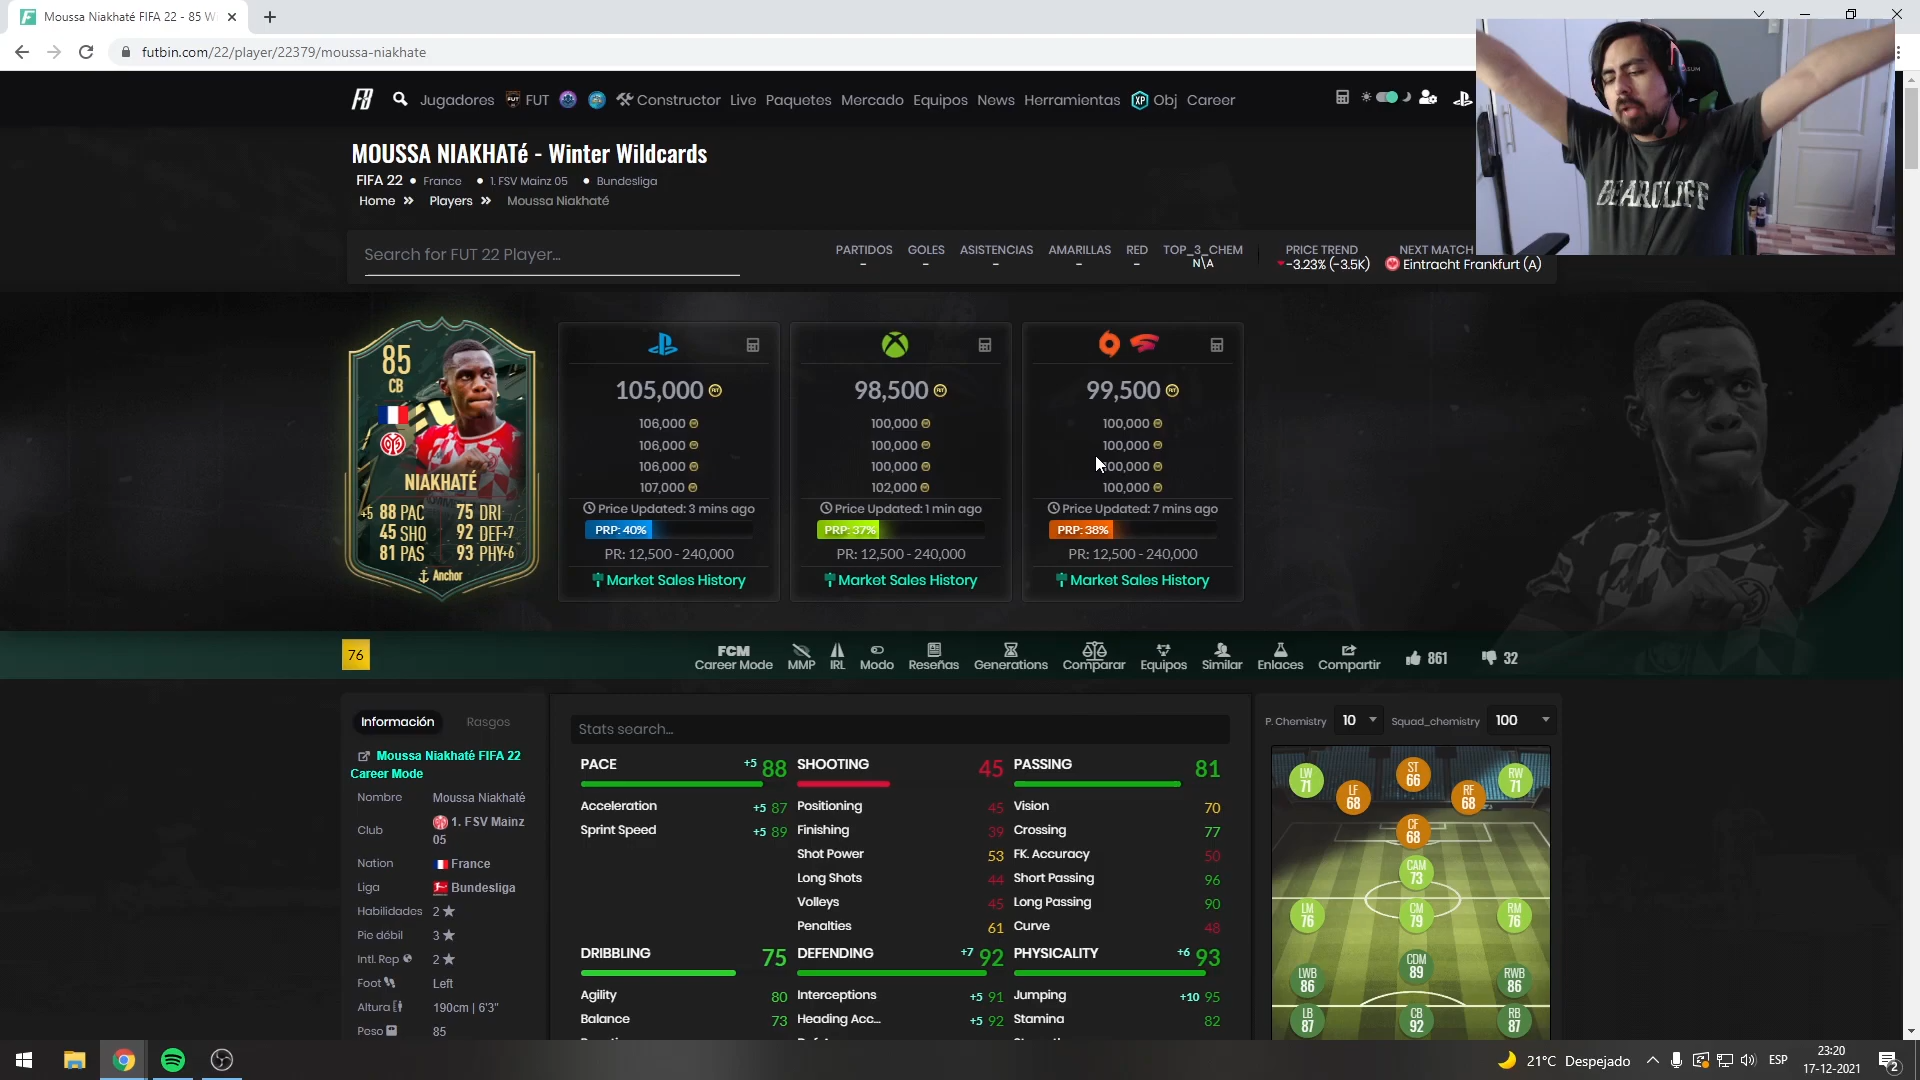 Moussa Niakhaté FIFA 22 - 85 Wi
futbin.com/22/player/22379/moussa-niakhate
Jugadores FUT Constructor Live Paquetes Mercado Equipos News Herramientas XP Obj Career
MOUSSA NIAKHATé - Winter Wildcards
FIFA 22 • France • 1. FSV Mainz 05 • Bundesliga
Home » Players » Moussa Niakhaté
BEARCLIFF
Search for FUT 22 Player...
PARTIDOS GOLES ASISTENCIAS AMARILLAS RED TOP_3_CHEM PRICE TREND NEXT MATCH
- - - - - N\A -3.23% (-3.5K) Eintracht Frankfurt (A)
85
CB
NIAKHATÉ
+5 88 PAC 75 DRI
45 SHO 92 DEF+7
81 PAS 93 PHY+6
Anchor
105,000
106,000
106,000
106,000
107,000
Price Updated: 3 mins ago
PRP: 40%
PR: 12,500 - 240,000
Market Sales History
98,500
100,000
100,000
100,000
102,000
Price Updated: 1 min ago
PRP: 37%
PR: 12,500 - 240,000
Market Sales History
99,500
100,000
100,000
100,000
100,000
Price Updated: 7 mins ago
PRP: 38%
PR: 12,500 - 240,000
Market Sales History
76
FCM
Career Mode MMP IRL Modo Reseñas Generations Comparar Equipos Similar Enlaces Compartir 861 32
Información Rasgos
Moussa Niakhaté FIFA 22
Career Mode
Nombre Moussa Niakhaté
Club 1. FSV Mainz
05
Nation France
Liga Bundesliga
Habilidades 2 ★
Pie débil 3 ★
Intl. Rep 2 ★
Foot Left
Altura 190cm | 6'3"
Peso 85
Stats search...
PACE +5 88
Acceleration +5 87
Sprint Speed +5 89
SHOOTING 45
Positioning 45
Finishing 39
Shot Power 53
Long Shots 44
Volleys 45
Penalties 61
PASSING 81
Vision 70
Crossing 77
FK. Accuracy 50
Short Passing 96
Long Passing 90
Curve 48
DRIBBLING 75
Agility 80
Balance 73
DEFENDING +7 92
Interceptions +5 91
Heading Acc... +5 92
PHYSICALITY +6 93
Jumping +10 95
Stamina 82
P. Chemistry 10 Squad_chemistry 100
LW 71
ST 66
RW 71
LF 68
RF 68
CF 68
CAM 73
LM 76
CM 79
RM 76
CDM 89
LWB 86
RWB 86
LB 87
CB 92
RB 87
21°C Despejado
ESP
23:20
17-12-2021
2